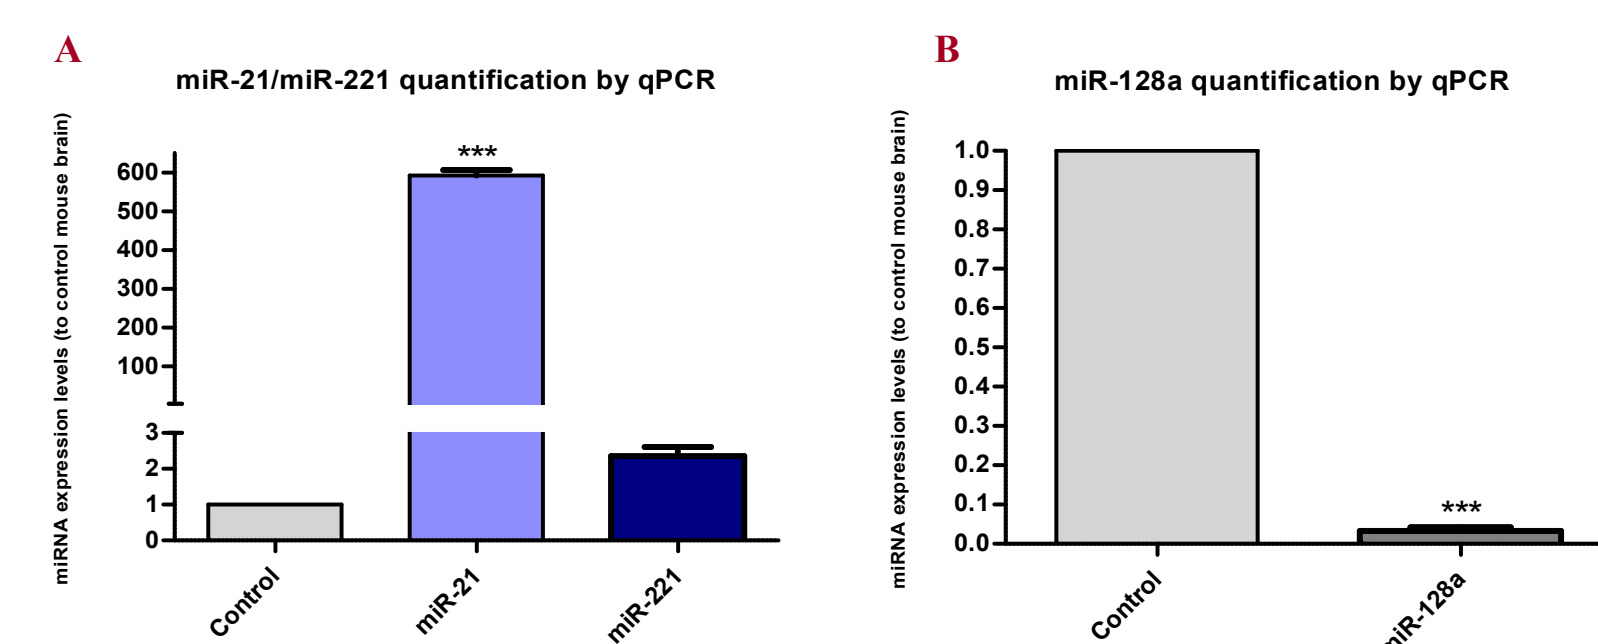 A
miR-21/miR-221 quantification by qPCR
miRNA expression levels (to control mouse brain)
600
500
400
300
200
100
3
2
1
0
***
Control
miR-21
miR-221
B
miR-128a quantification by qPCR
miRNA expression levels (to control mouse brain)
1.0
0.9
0.8
0.7
0.6
0.5
0.4
0.3
0.2
0.1
0.0
***
Control
miR-128a